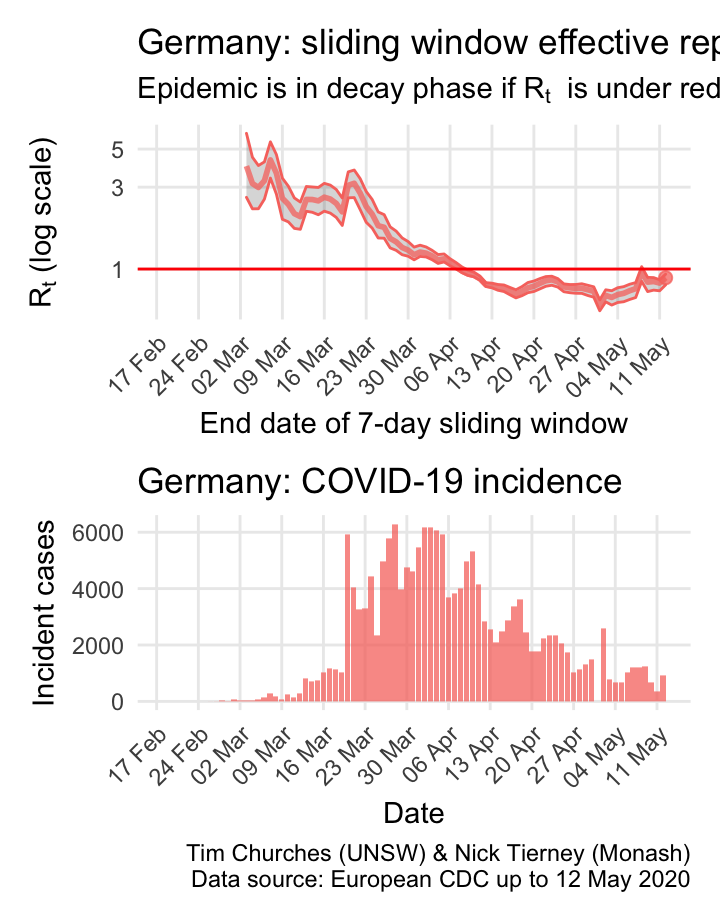 Germany: sliding window effective rep
Epidemic is in decay phase if Rt is under red
Rt (log scale)
5
3
1
17 Feb
24 Feb
02 Mar
09 Mar
16 Mar
23 Mar
30 Mar
06 Apr
13 Apr
20 Apr
27 Apr
04 May
11 May
End date of 7-day sliding window
Germany: COVID-19 incidence
Incident cases
6000
4000
2000
0
17 Feb
24 Feb
02 Mar
09 Mar
16 Mar
23 Mar
30 Mar
06 Apr
13 Apr
20 Apr
27 Apr
04 May
11 May
Date
Tim Churches (UNSW) & Nick Tierney (Monash)
Data source: European CDC up to 12 May 2020